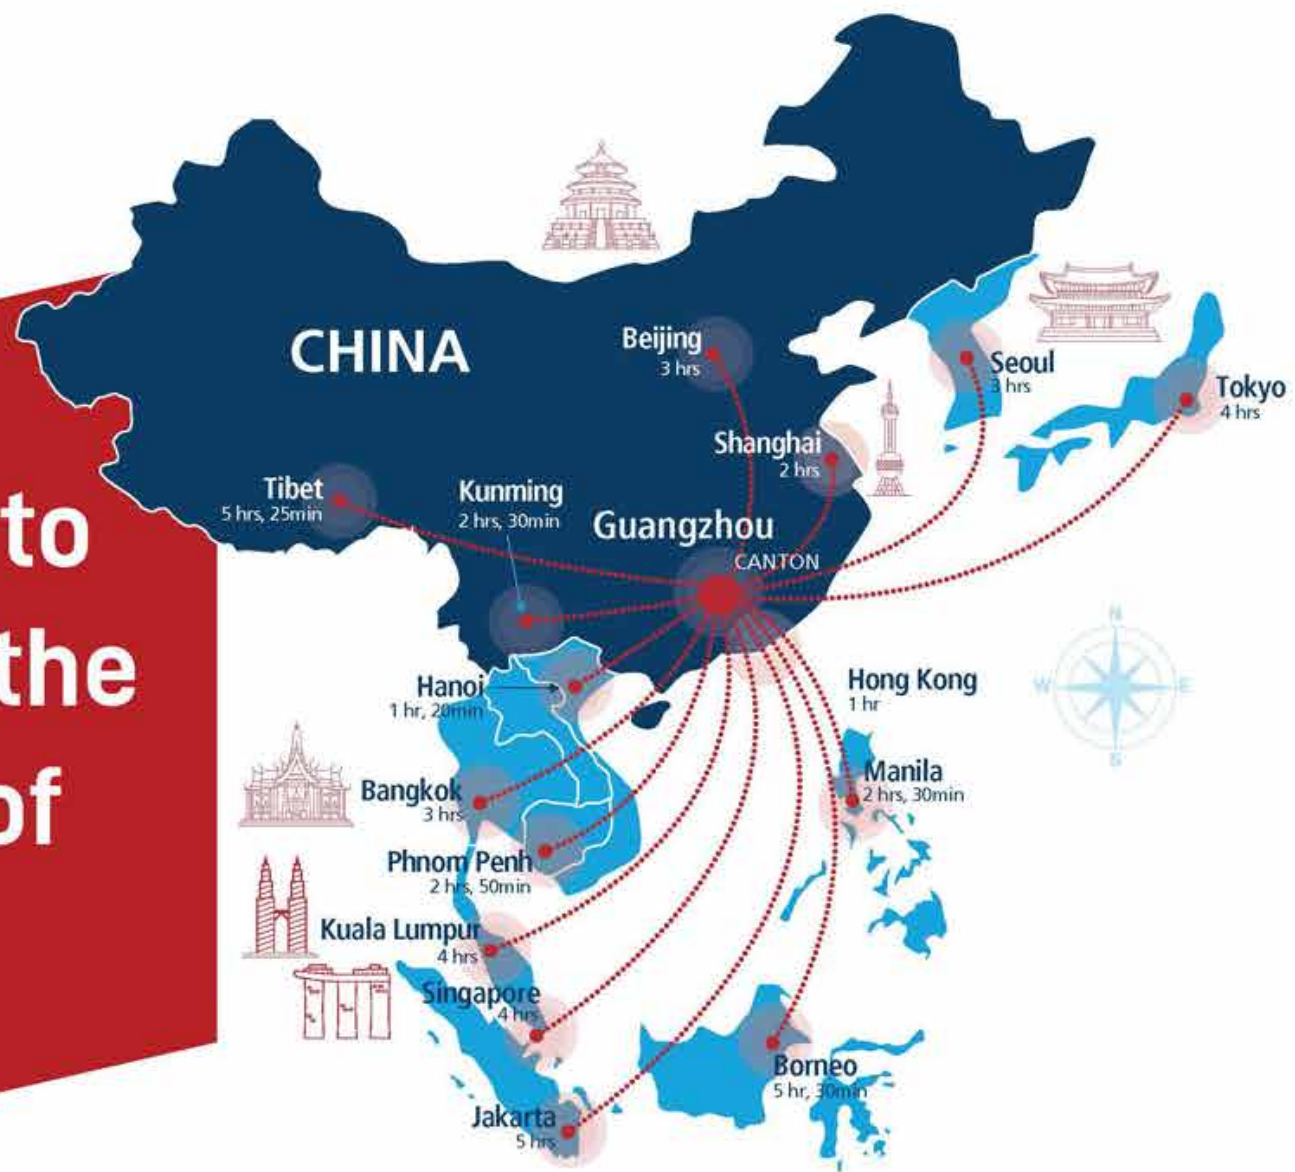 to
the
of
CHINA
Beijing
3 hrs
Seoul
3 hrs
Tokyo
4 hrs
Shanghai
2 hrs
Tibet
5 hrs, 25min
Kunming
2 hrs, 30min
Guangzhou
CANTON
N
W
E
S
Hanoi
1 hr, 20min
Hong Kong
1 hr
Bangkok
3 hrs
Manila
2 hrs, 30min
Phnom Penh
2 hrs, 50min
Kuala Lumpur
4 hrs
Singapore
4 hrs
Borneo
5 hr, 30min
Jakarta
5 hrs